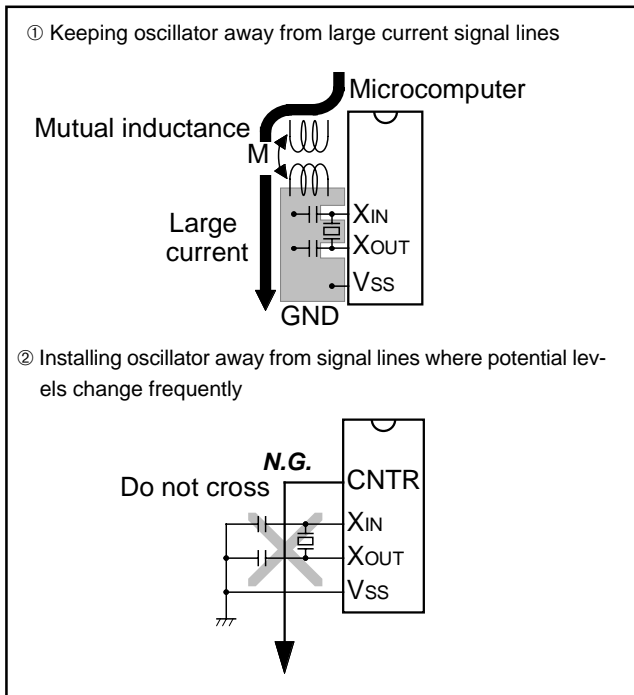 ① Keeping oscillator away from large current signal lines
Microcomputer
Mutual inductance
M
Large
current
XIN
XOUT
VSS
GND
② Installing oscillator away from signal lines where potential lev-
els change frequently
N.G.
Do not cross
CNTR
XIN
XOUT
VSS